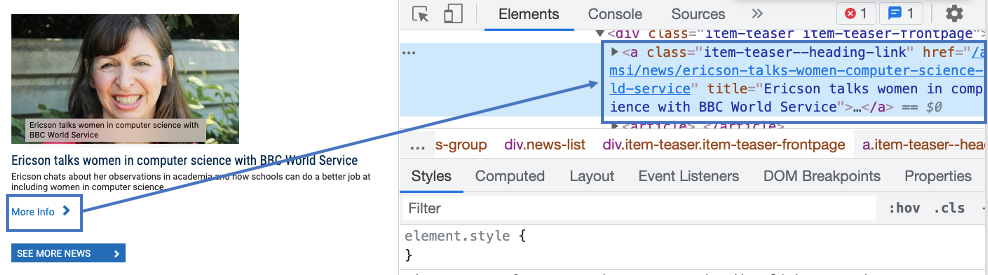 Ericson talks women in computer science with
BBC World Service
Ericson talks women in computer science with BBC World Service
Ericson chats about her observations in academia and how schools can do a better job at
including women in computer science.
More Info
SEE MORE NEWS
Elements Console Sources » 1 1
<div class="item-teaser item-teaser-frontpage">
… <a class="item-teaser--heading-link" href="/a
msi/news/ericson-talks-women-computer-science-
ld-service" title="Ericson talks women in comp
ience with BBC World Service">…</a> == $0
<article> </article>
… s-group div.news-list div.item-teaser.item-teaser-frontpage a.item-teaser--hea
Styles Computed Layout Event Listeners DOM Breakpoints Properties
Filter :hov .cls
element.style {
}